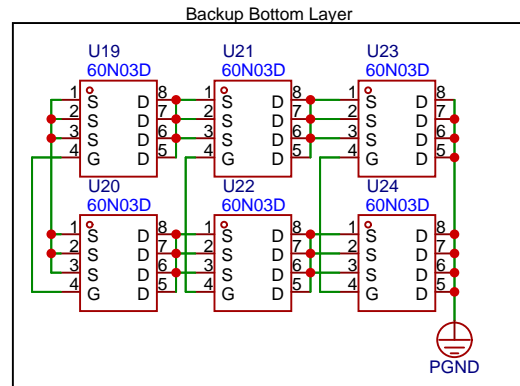 Backup Bottom Layer
U19 U21 U23
60N03D 60N03D 60N03D
1 S D 8 1 S D 8 1 S D 8
2 S D 7 2 S D 7 2 S D 7
3 S D 6 3 S D 6 3 S D 6
4 G D 5 4 G D 5 4 G D 5
U20 U22 U24
60N03D 60N03D 60N03D
1 S D 8 1 S D 8 1 S D 8
2 S D 7 2 S D 7 2 S D 7
3 S D 6 3 S D 6 3 S D 6
4 G D 5 4 G D 5 4 G D 5
PGND